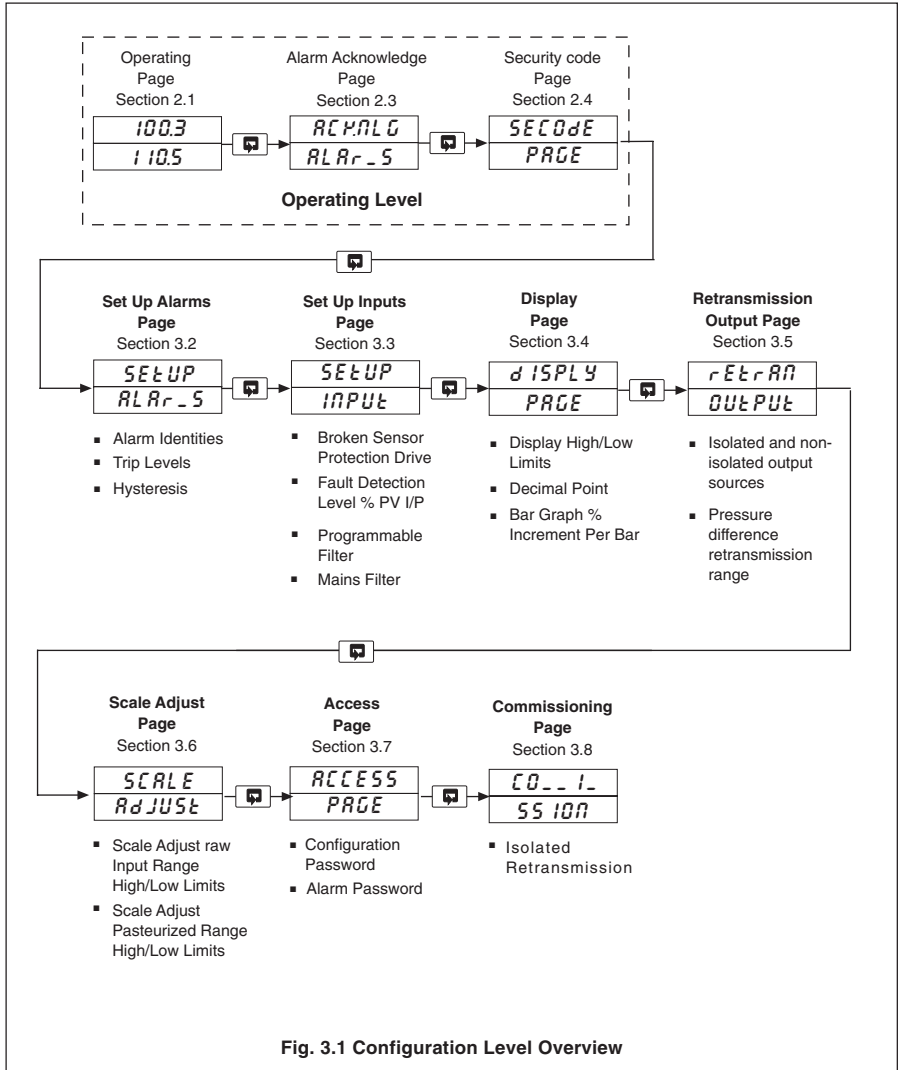 Operating
Page
Section 2.1
100.3
110.5
Alarm Acknowledge
Page
Section 2.3
ACK.NLG
ALAr_S
Security code
Page
Section 2.4
SECOdE
PAGE
Operating Level
Set Up Alarms
Page
Section 3.2
SEtUP
ALAr_S
▪ Alarm Identities
▪ Trip Levels
▪ Hysteresis
Set Up Inputs
Page
Section 3.3
SEtUP
INPUt
▪ Broken Sensor
Protection Drive
▪ Fault Detection
Level % PV I/P
▪ Programmable
Filter
▪ Mains Filter
Display
Page
Section 3.4
dISPLY
PAGE
▪ Display High/Low
Limits
▪ Decimal Point
▪ Bar Graph %
Increment Per Bar
Retransmission
Output Page
Section 3.5
rEtrAN
OUtPUt
▪ Isolated and non-
isolated output
sources
▪ Pressure
difference
retransmission
range
Scale Adjust
Page
Section 3.6
SCALE
AdJUSt
▪ Scale Adjust raw
Input Range
High/Low Limits
▪ Scale Adjust
Pasteurized Range
High/Low Limits
Access
Page
Section 3.7
ACCESS
PAGE
▪ Configuration
Password
▪ Alarm Password
Commissioning
Page
Section 3.8
CO__I_
SSION
▪ Isolated
Retransmission
Fig. 3.1 Configuration Level Overview